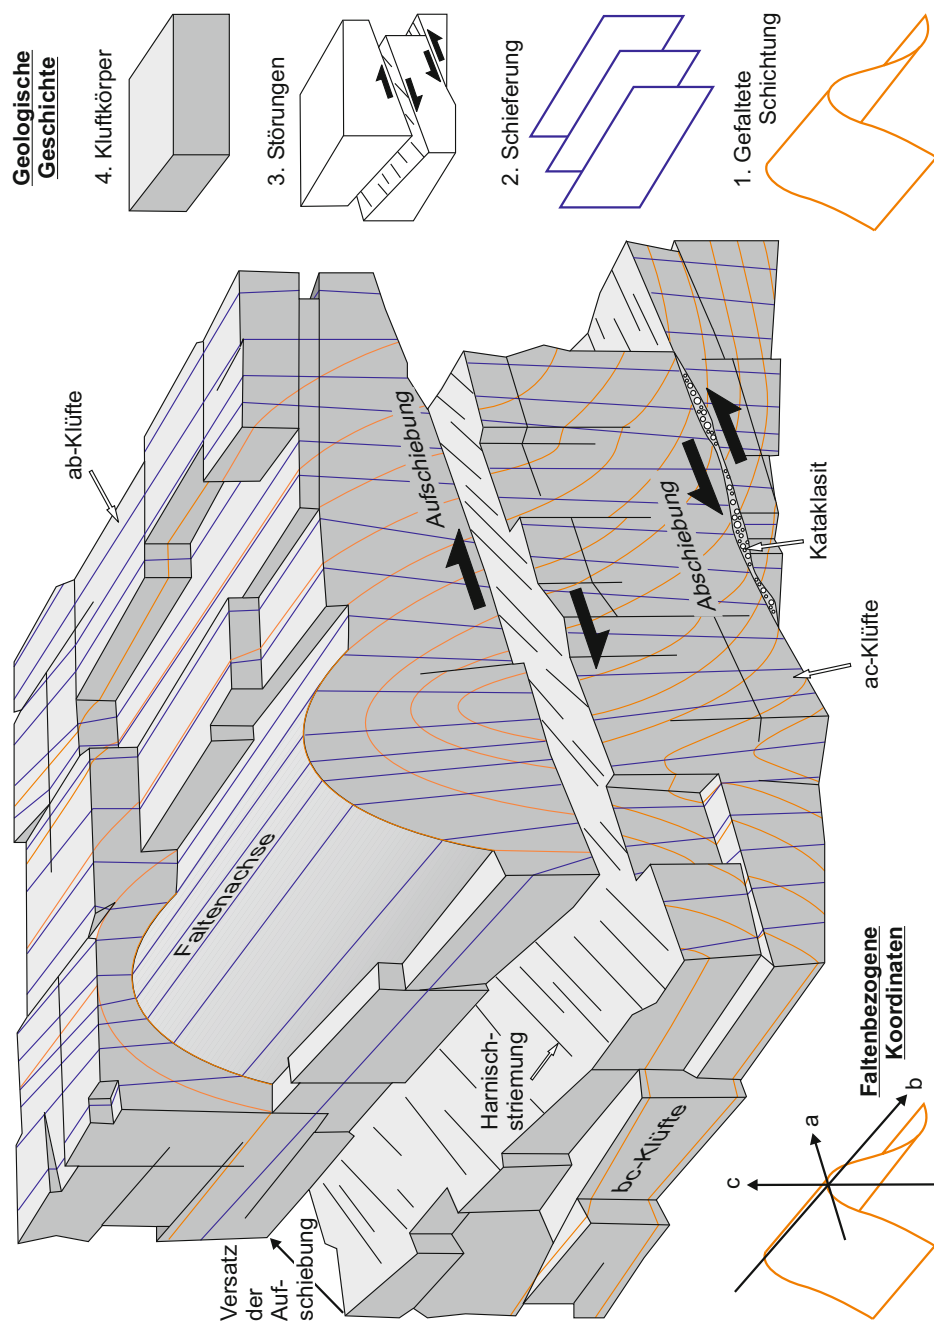 Geologische
Geschichte
4. Kluftkörper
3. Störungen
2. Schieferung
1. Gefaltete
Schichtung
ab-Klüfte
Aufschiebung
Faltenachse
Abschiebung
Kataklasit
ac-Klüfte
Harnisch-
striemung
bc-Klüfte
Versatz
der
Auf-
schiebung
Faltenbezogene
Koordinaten
c
a
b